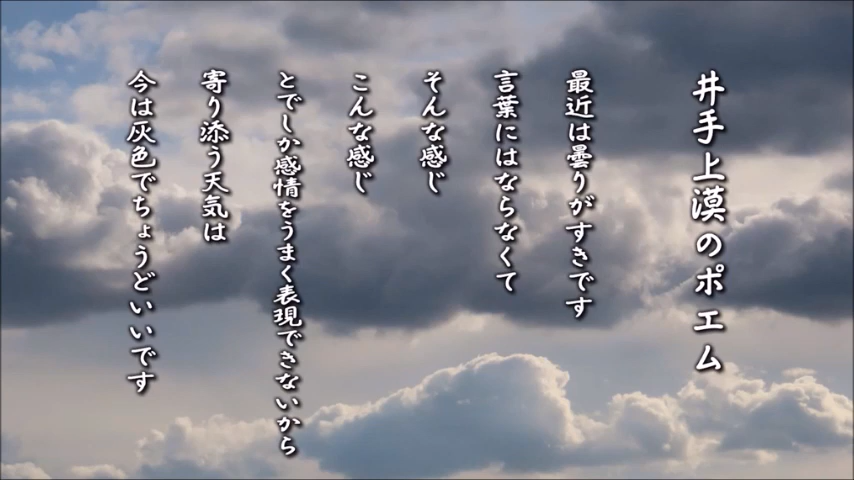 井手上漠のポエム
最近は曇りがすきです
言葉にはならなくて
そんな感じ
こんな感じ
とでしか感情をうまく表現できないから
寄り添う天気は
今は灰色でちょうどいいです